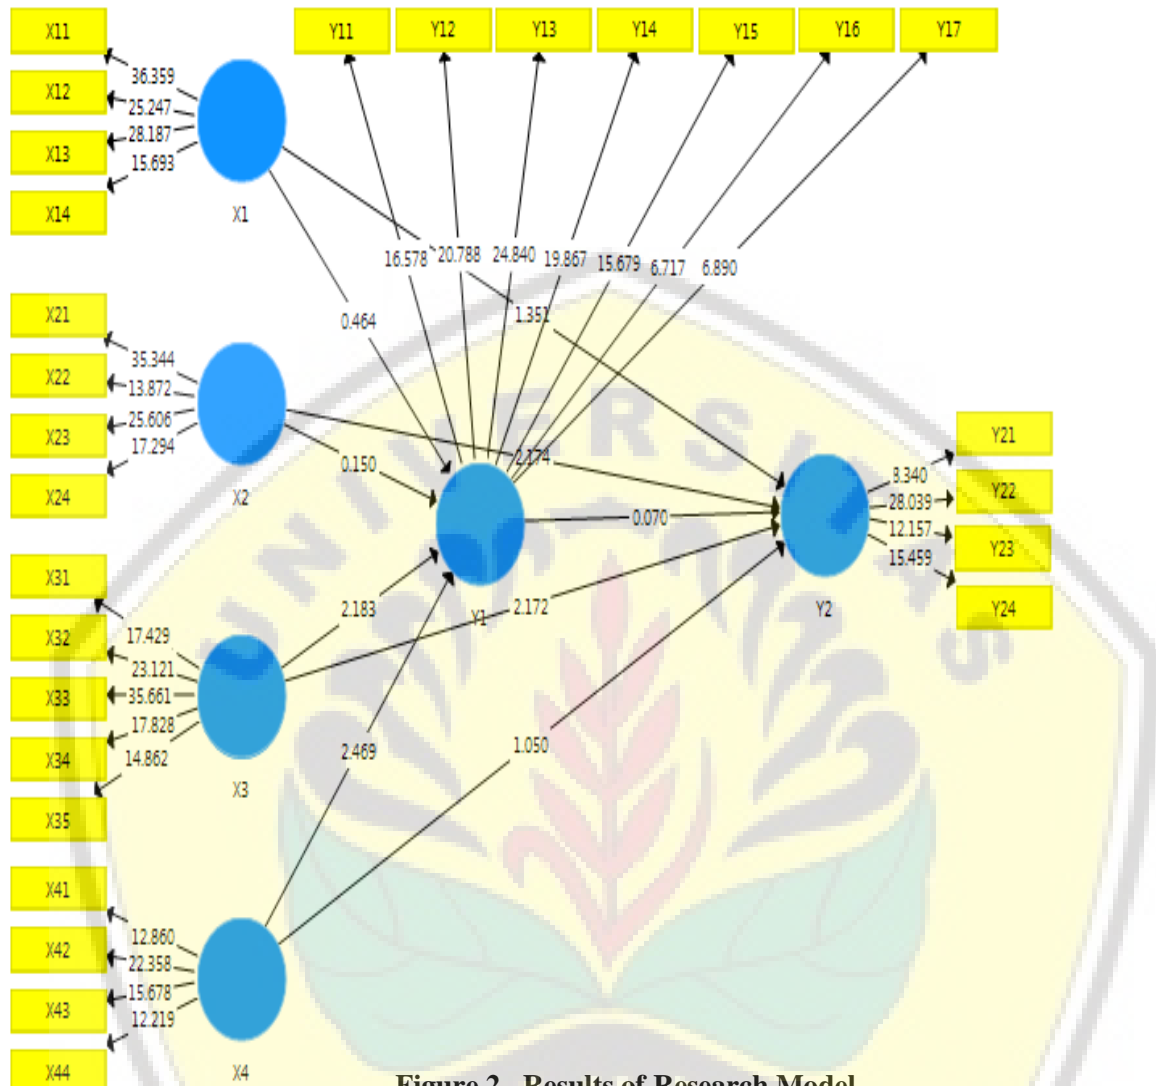 X11
X12
X13
X14
36.359
25.247
28.187
15.693
X1
Y11 Y12 Y13 Y14 Y15 Y16 Y17
16.578 20.788 24.840 19.867 15.679 6.717 6.890
0.464
1.351
X21
X22
X23
X24
35.344
13.872
25.606
17.294
X2
0.150
2.174
0.070
Y1
Y2
Y21
Y22
Y23
Y24
8.340
28.039
12.157
15.459
X31
X32
X33
X34
X35
17.429
23.121
35.661
17.828
14.862
X3
2.183
2.172
X41
X42
X43
X44
12.860
22.358
15.678
12.219
X4
2.469
1.050
UNIVERSITAS
Figure 2. Results of Research Model